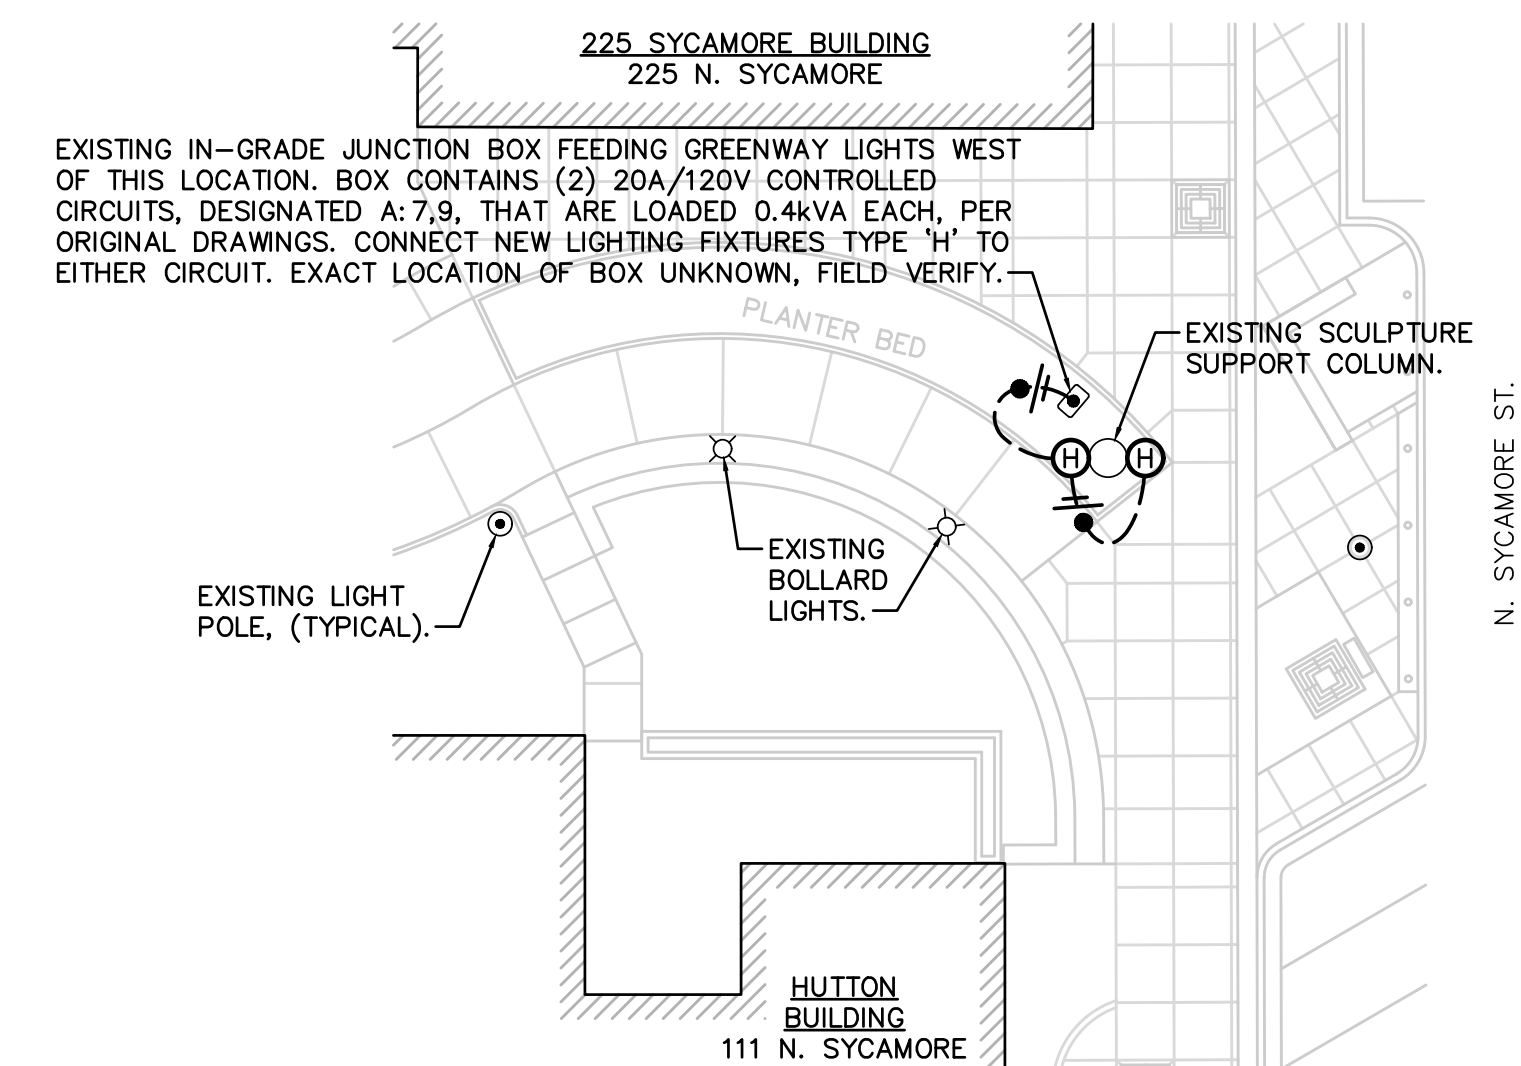 225 SYCAMORE BUILDING
225 N. SYCAMORE
EXISTING IN-GRADE JUNCTION BOX FEEDING GREENWAY LIGHTS WEST
OF THIS LOCATION. BOX CONTAINS (2) 20A/120V CONTROLLED
CIRCUITS, DESIGNATED A:7,9, THAT ARE LOADED 0.4kVA EACH, PER
ORIGINAL DRAWINGS. CONNECT NEW LIGHTING FIXTURES TYPE 'H' TO
EITHER CIRCUIT. EXACT LOCATION OF BOX UNKNOWN, FIELD VERIFY.
PLANTER BED
EXISTING SCULPTURE
SUPPORT COLUMN.
H
H
N. SYCAMORE ST.
EXISTING
BOLLARD
LIGHTS.
EXISTING LIGHT
POLE, (TYPICAL).
HUTTON
BUILDING
111 N. SYCAMORE